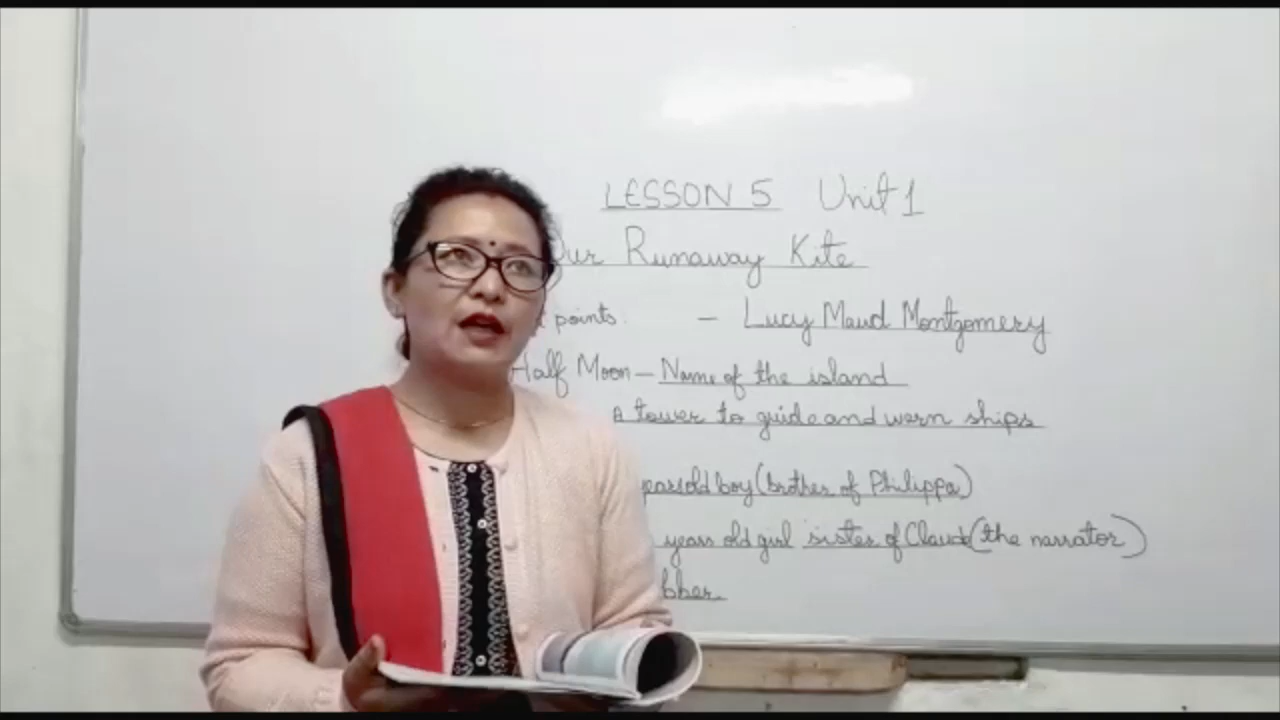 LESSON 5 Unit 1
Our Runaway Kite
points. - Lucy Maud Montgomery
Half Moon - Name of the island
A tower to guide and warn ships
old boy (brother of Philippa)
years old girl sister of Claude (the narrator)